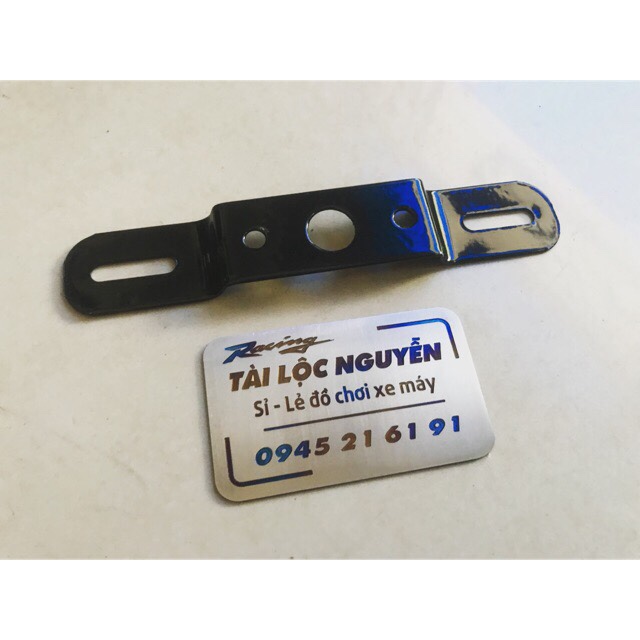 Racing
TÀI LỘC NGUYỄN
Sỉ - Lẻ đồ chơi xe máy
0945 21 61 91